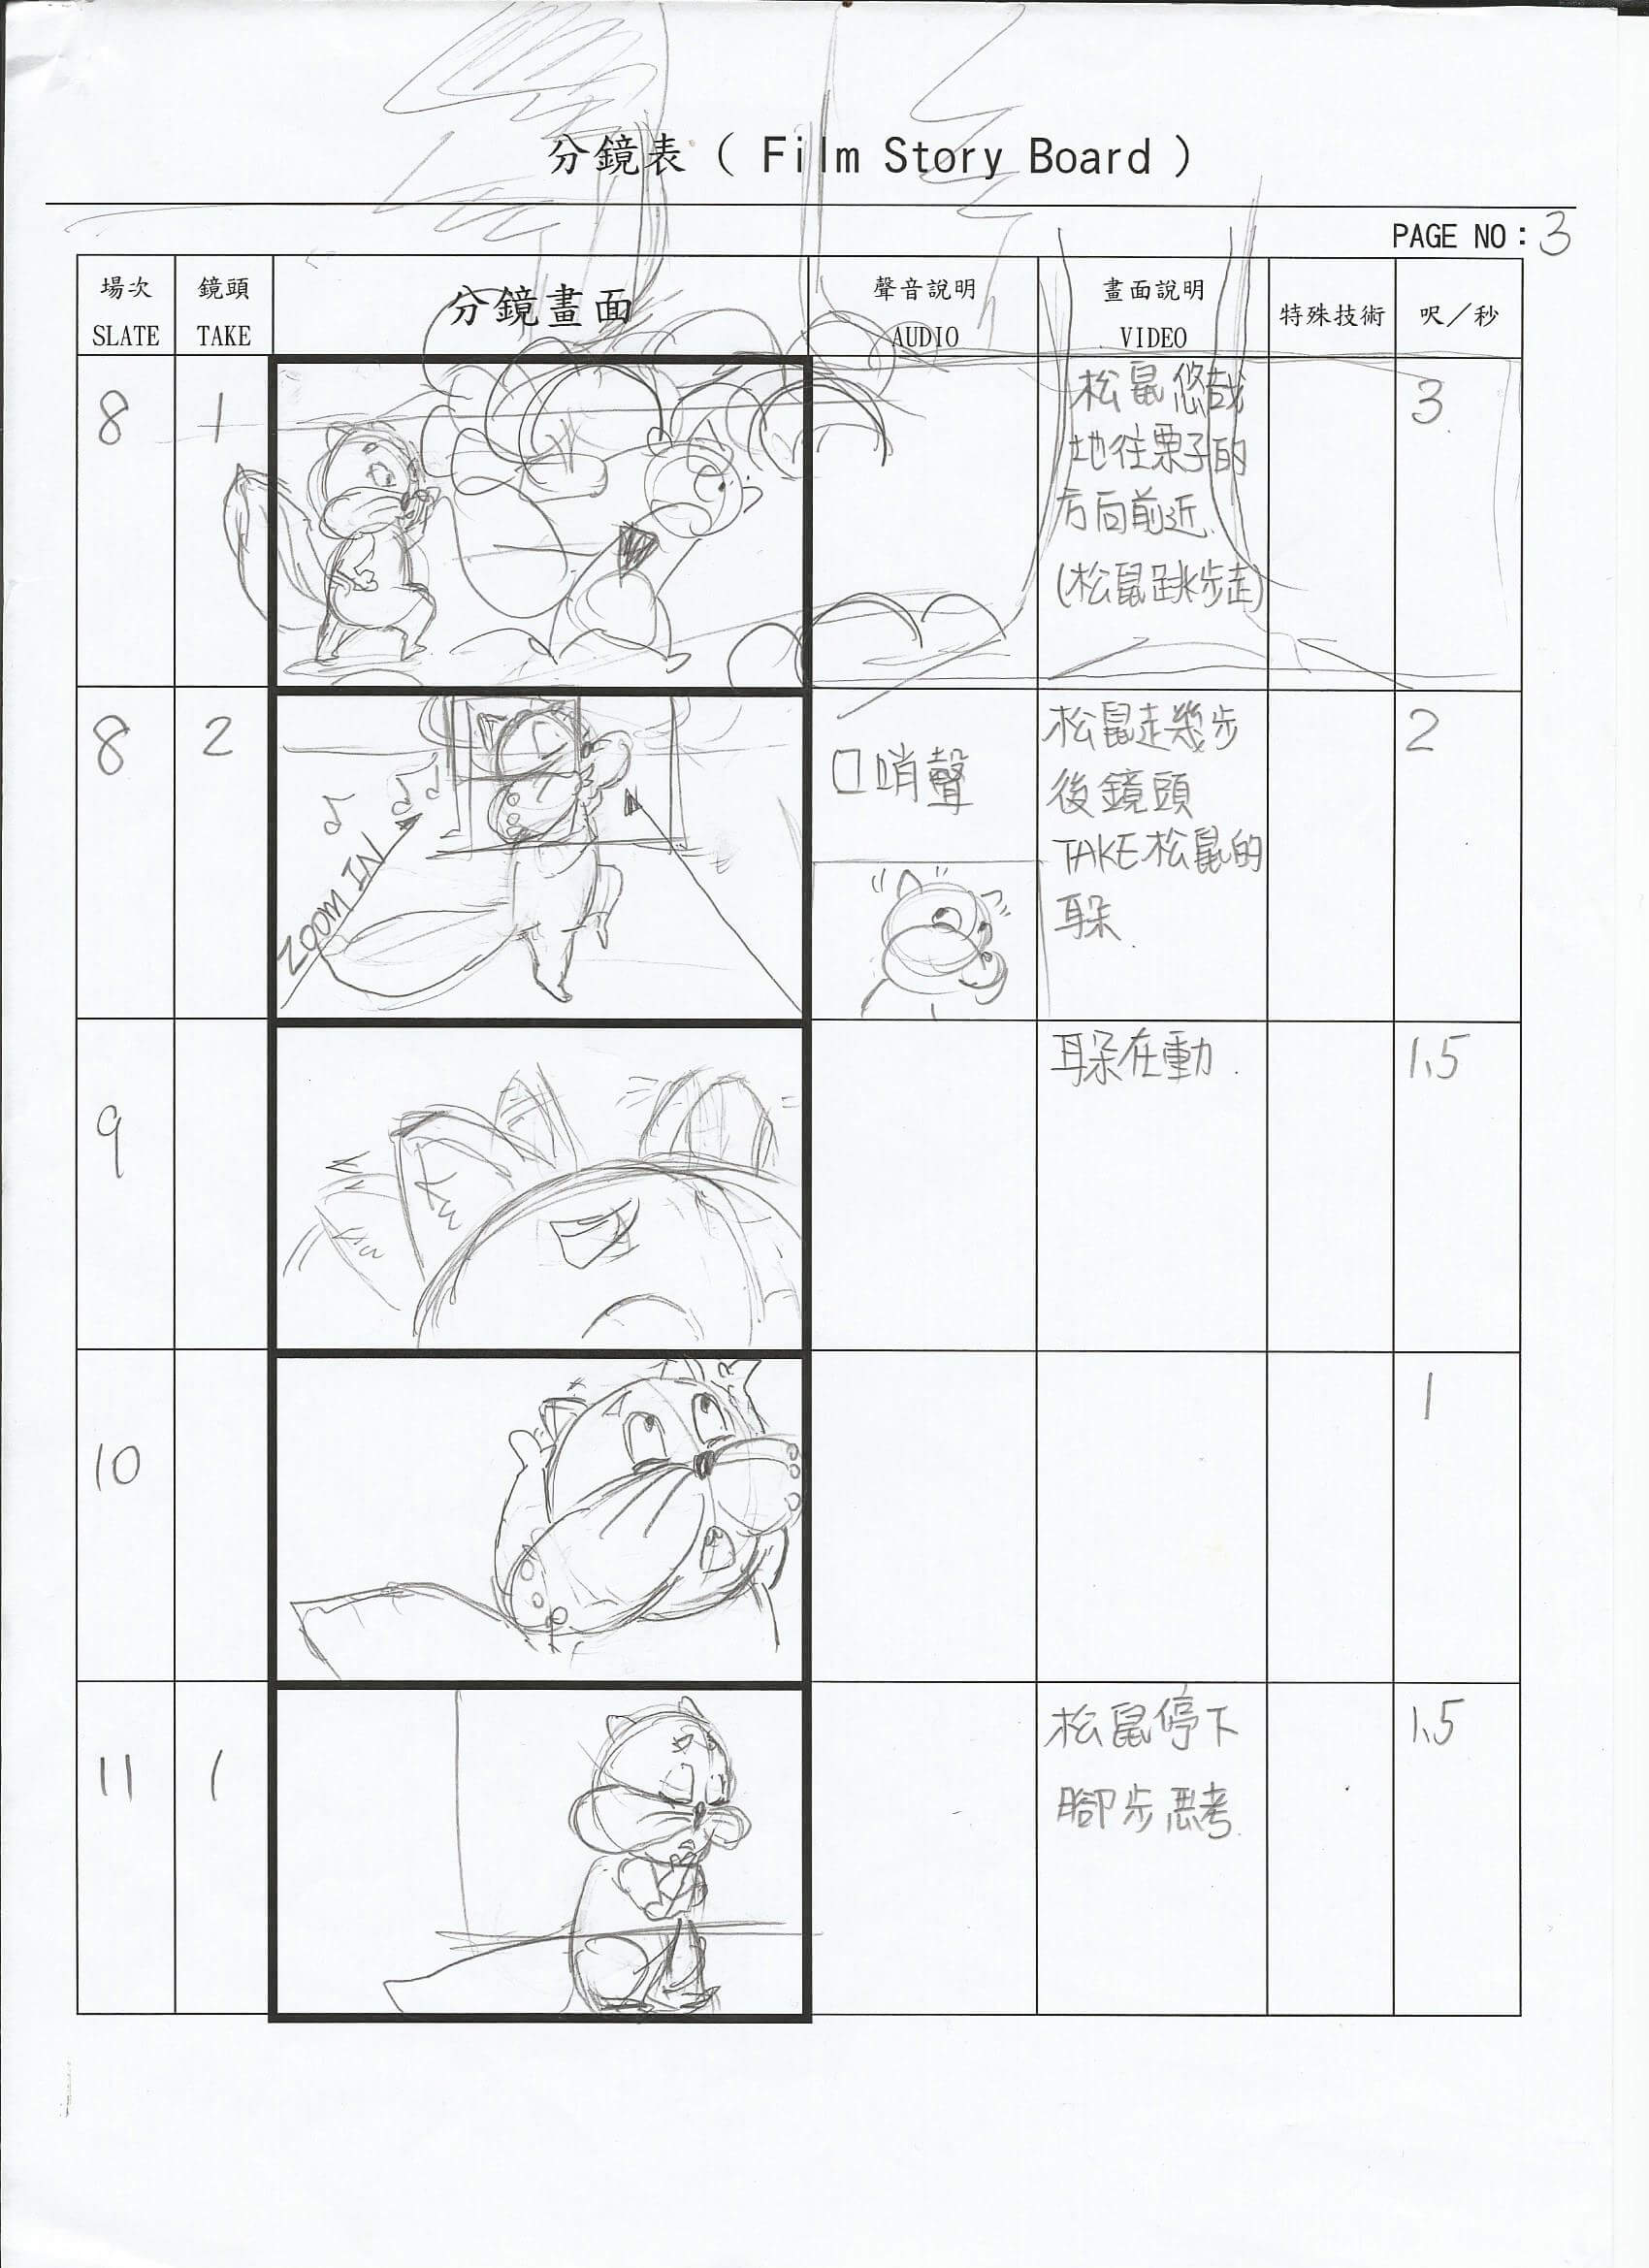 分鏡表 ( Film Story Board )
PAGE NO：3
場次 鏡頭 分鏡畫面 聲音說明 畫面說明 特殊技術 呎／秒
SLATE TAKE AUDIO VIDEO
8 1 松鼠悠哉 3
地往栗子的
方向前近.
(松鼠跳步走)
8 2 口哨聲 松鼠走幾步 2
後鏡頭
TAKE松鼠的
耳朵.
ZOOM IN
9 耳朵在動. 1.5
10 1
11 1 松鼠停下 1.5
腳步思考.